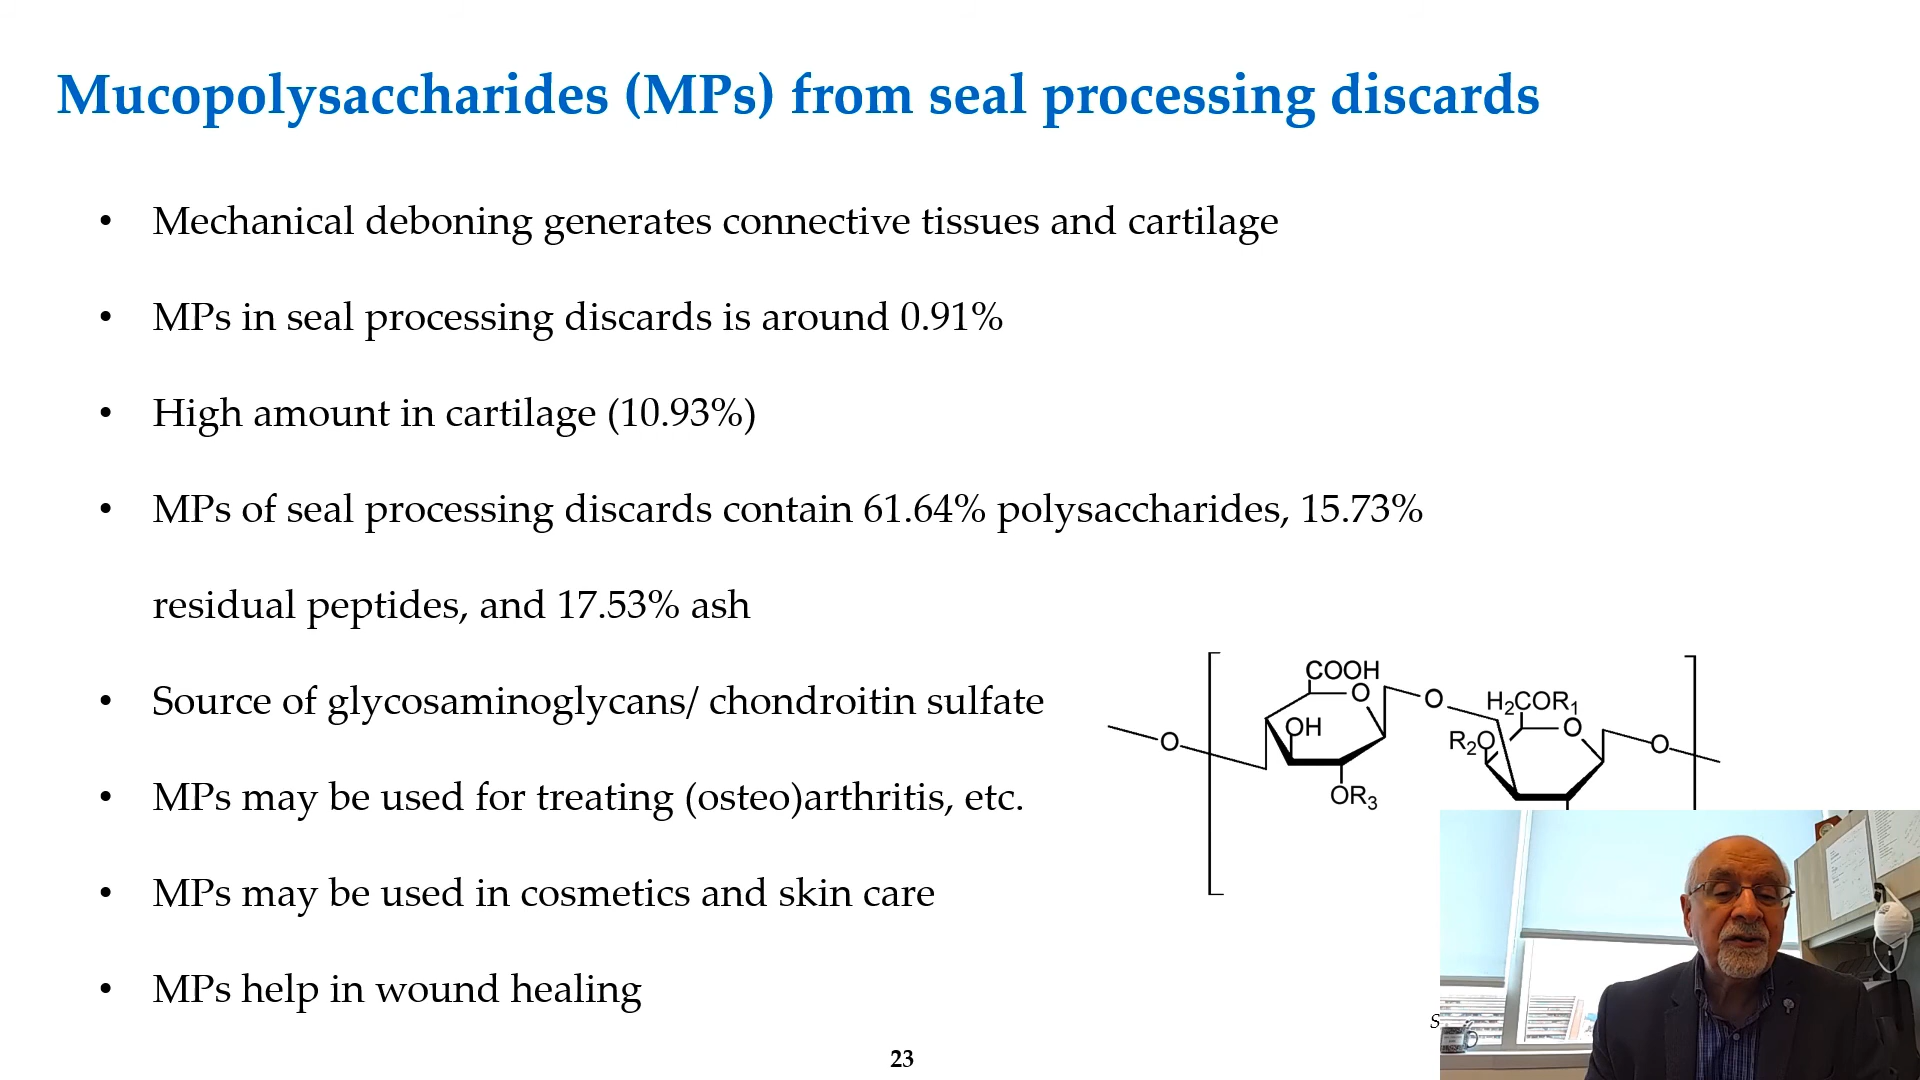 Mucopolysaccharides (MPs) from seal processing discards
• Mechanical deboning generates connective tissues and cartilage
• MPs in seal processing discards is around 0.91%
• High amount in cartilage (10.93%)
• MPs of seal processing discards contain 61.64% polysaccharides, 15.73%
residual peptides, and 17.53% ash
• Source of glycosaminoglycans/ chondroitin sulfate
• MPs may be used for treating (osteo)arthritis, etc.
• MPs may be used in cosmetics and skin care
• MPs help in wound healing
COOH
O
OH
OR₃
O
O
H₂COR₁
O
R₂O
O
S
23